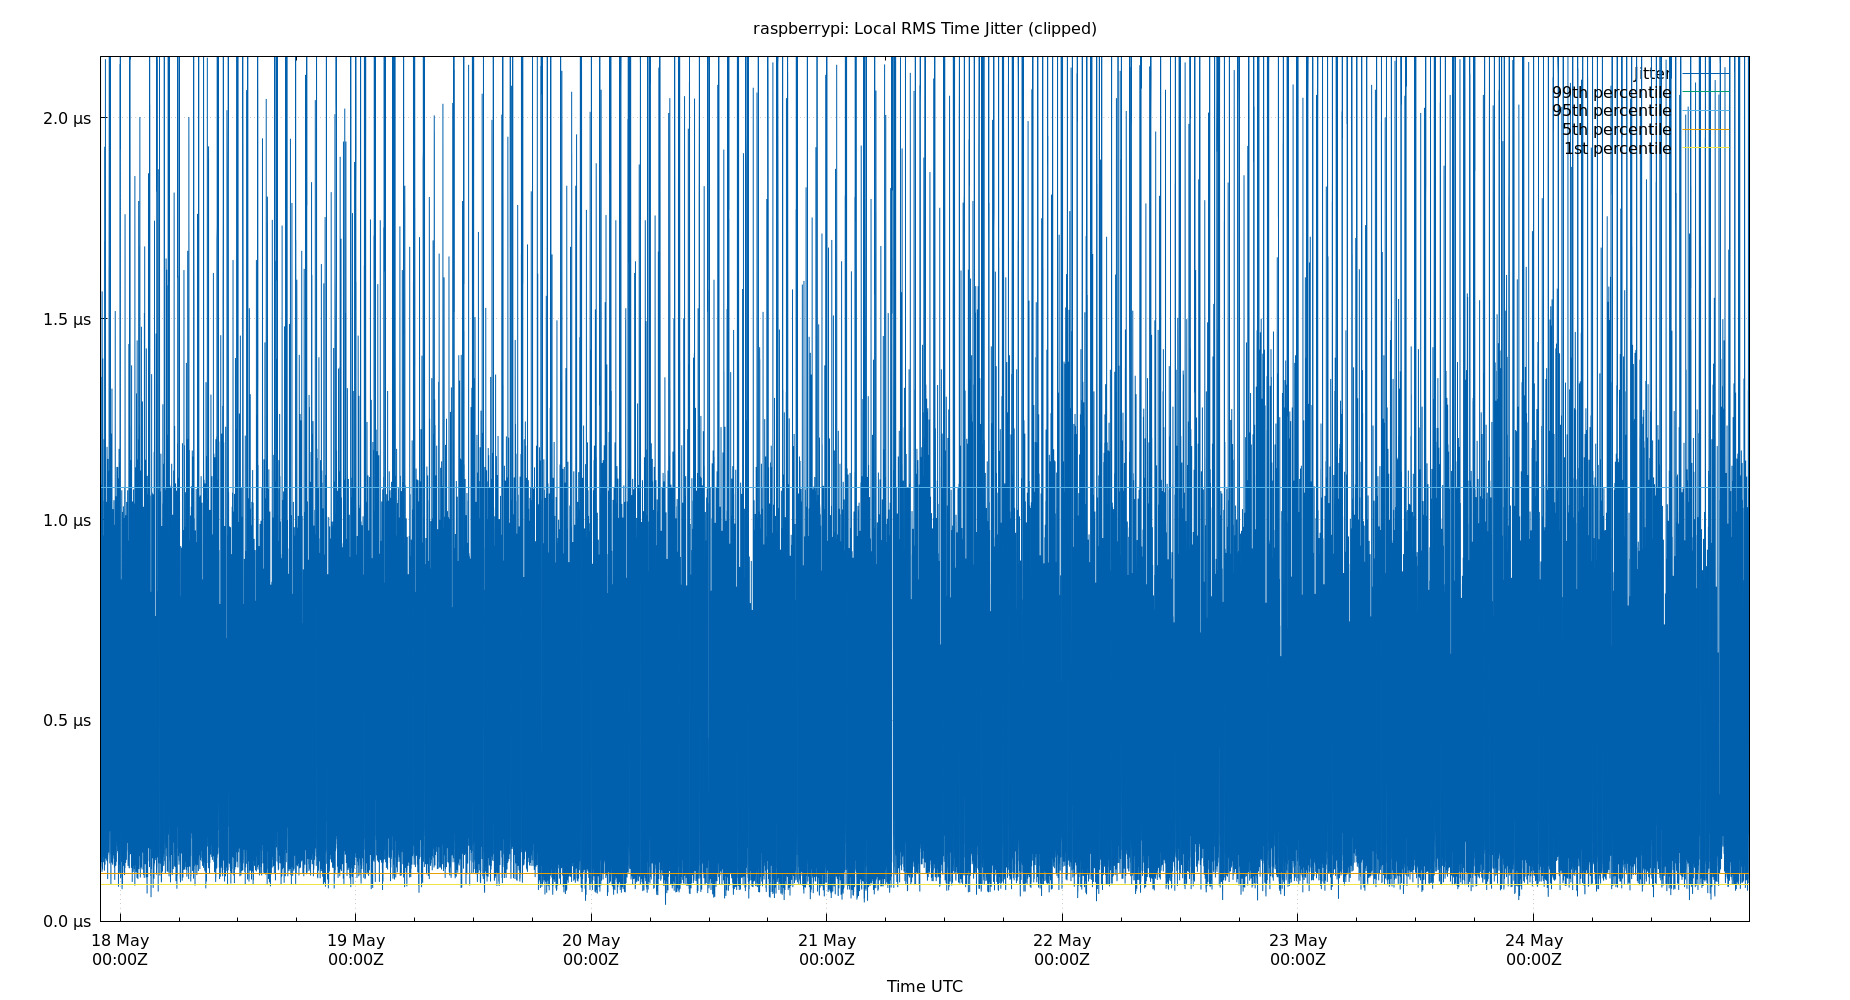 raspberrypi: Local RMS Time Jitter (clipped)
jitter
99th percentile
95th percentile
5th percentile
1st percentile
2.0 µs
1.5 µs
1.0 µs
0.5 µs
0.0 µs
18 May 19 May 20 May 21 May 22 May 23 May 24 May
00:00Z 00:00Z 00:00Z 00:00Z 00:00Z 00:00Z 00:00Z
Time UTC